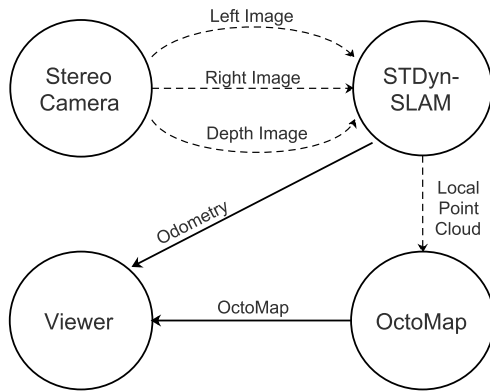 Left Image
Stereo
Camera
Right Image
STDyn-
SLAM
Depth Image
Odometry
Local
Point
Cloud
Viewer
OctoMap
OctoMap